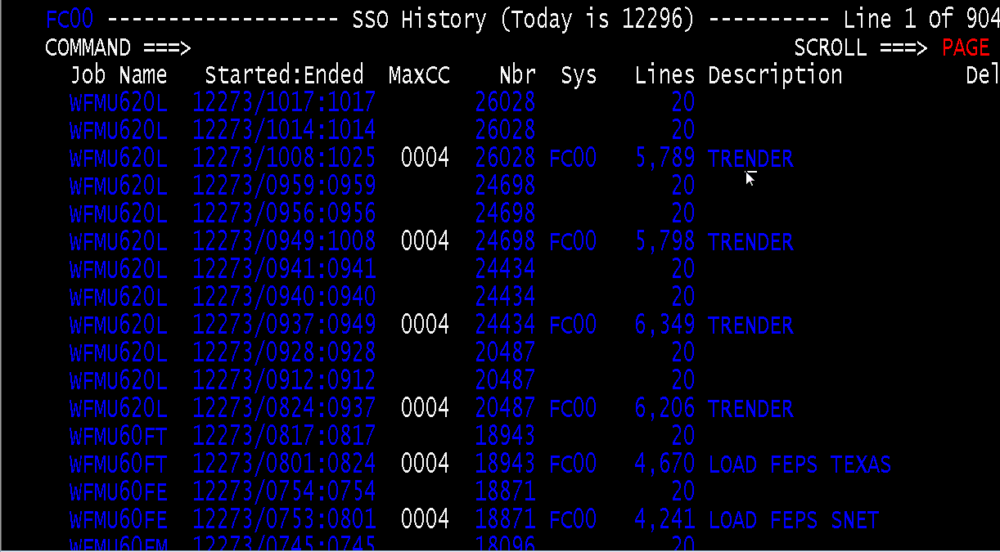 FC00 ------------------- SSO History (Today is 12296) ---------- Line 1 Of 904
COMMAND ===> SCROLL ===> PAGE
Job Name Started:Ended MaxCC Nbr Sys Lines Description Del
WFMU620L 12273/1017:1017 26028 20
WFMU620L 12273/1014:1014 26028 20
WFMU620L 12273/1008:1025 0004 26028 FC00 5,789 TRENDER
WFMU620L 12273/0959:0959 24698 20
WFMU620L 12273/0956:0956 24698 20
WFMU620L 12273/0949:1008 0004 24698 FC00 5,798 TRENDER
WFMU620L 12273/0941:0941 24434 20
WFMU620L 12273/0940:0940 24434 20
WFMU620L 12273/0937:0949 0004 24434 FC00 6,349 TRENDER
WFMU620L 12273/0928:0928 20487 20
WFMU620L 12273/0912:0912 20487 20
WFMU620L 12273/0824:0937 0004 20487 FC00 6,206 TRENDER
WFMU60FT 12273/0817:0817 18943 20
WFMU60FT 12273/0801:0824 0004 18943 FC00 4,670 LOAD FEPS TEXAS
WFMU60FE 12273/0754:0754 18871 20
WFMU60FE 12273/0753:0801 0004 18871 FC00 4,241 LOAD FEPS SNET
WFMU60FM 12273/0745:0745 18096 20